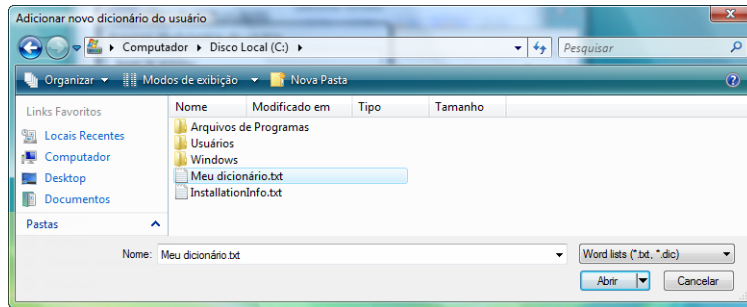 Adicionar novo dicionário do usuário
Computador Disco Local (C:) Pesquisar
Organizar Modos de exibição Nova Pasta
Links Favoritos
Locais Recentes
Computador
Desktop
Documentos
Pastas
Nome Modificado em Tipo Tamanho
Arquivos de Programas
Usuários
Windows
Meu dicionário.txt
InstallationInfo.txt
Nome: Meu dicionário.txt Word lists (*.txt, *.dic)
Abrir Cancelar